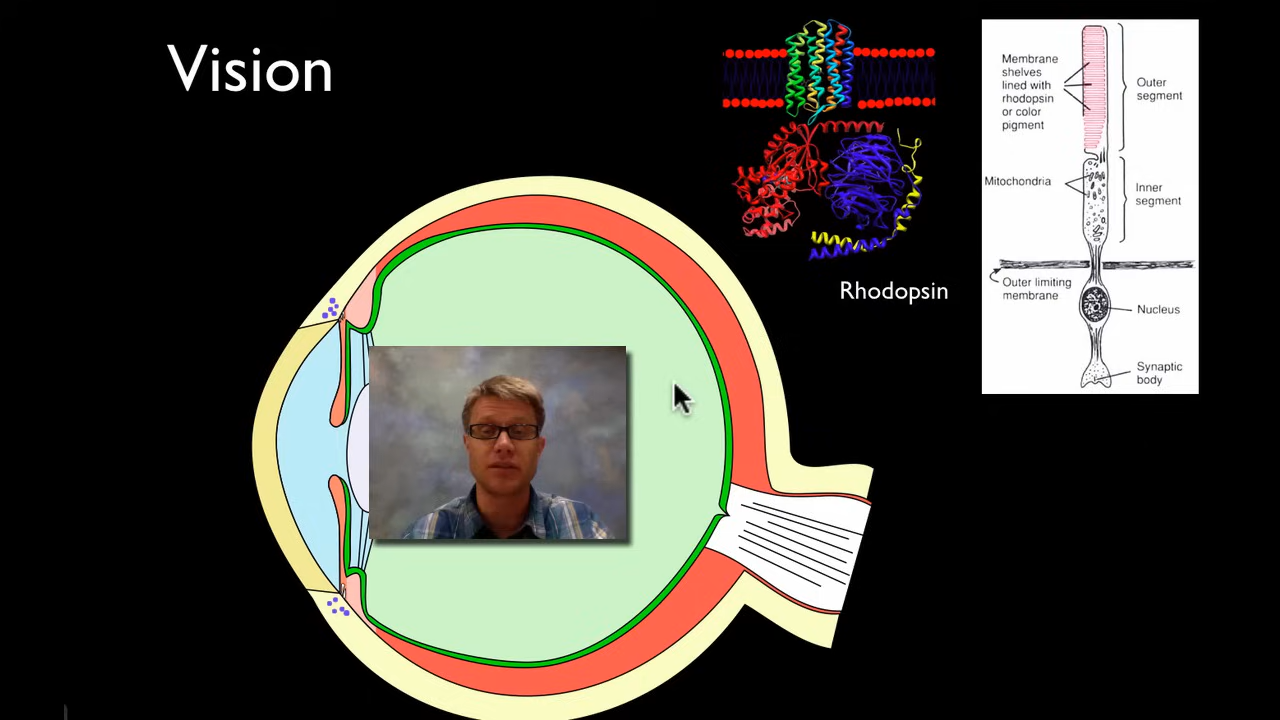 Vision
Rhodopsin
Membrane
shelves
lined with
rhodopsin
or color
pigment
Outer
segment
Mitochondria
Inner
segment
Outer limiting
membrane
Nucleus
Synaptic
body